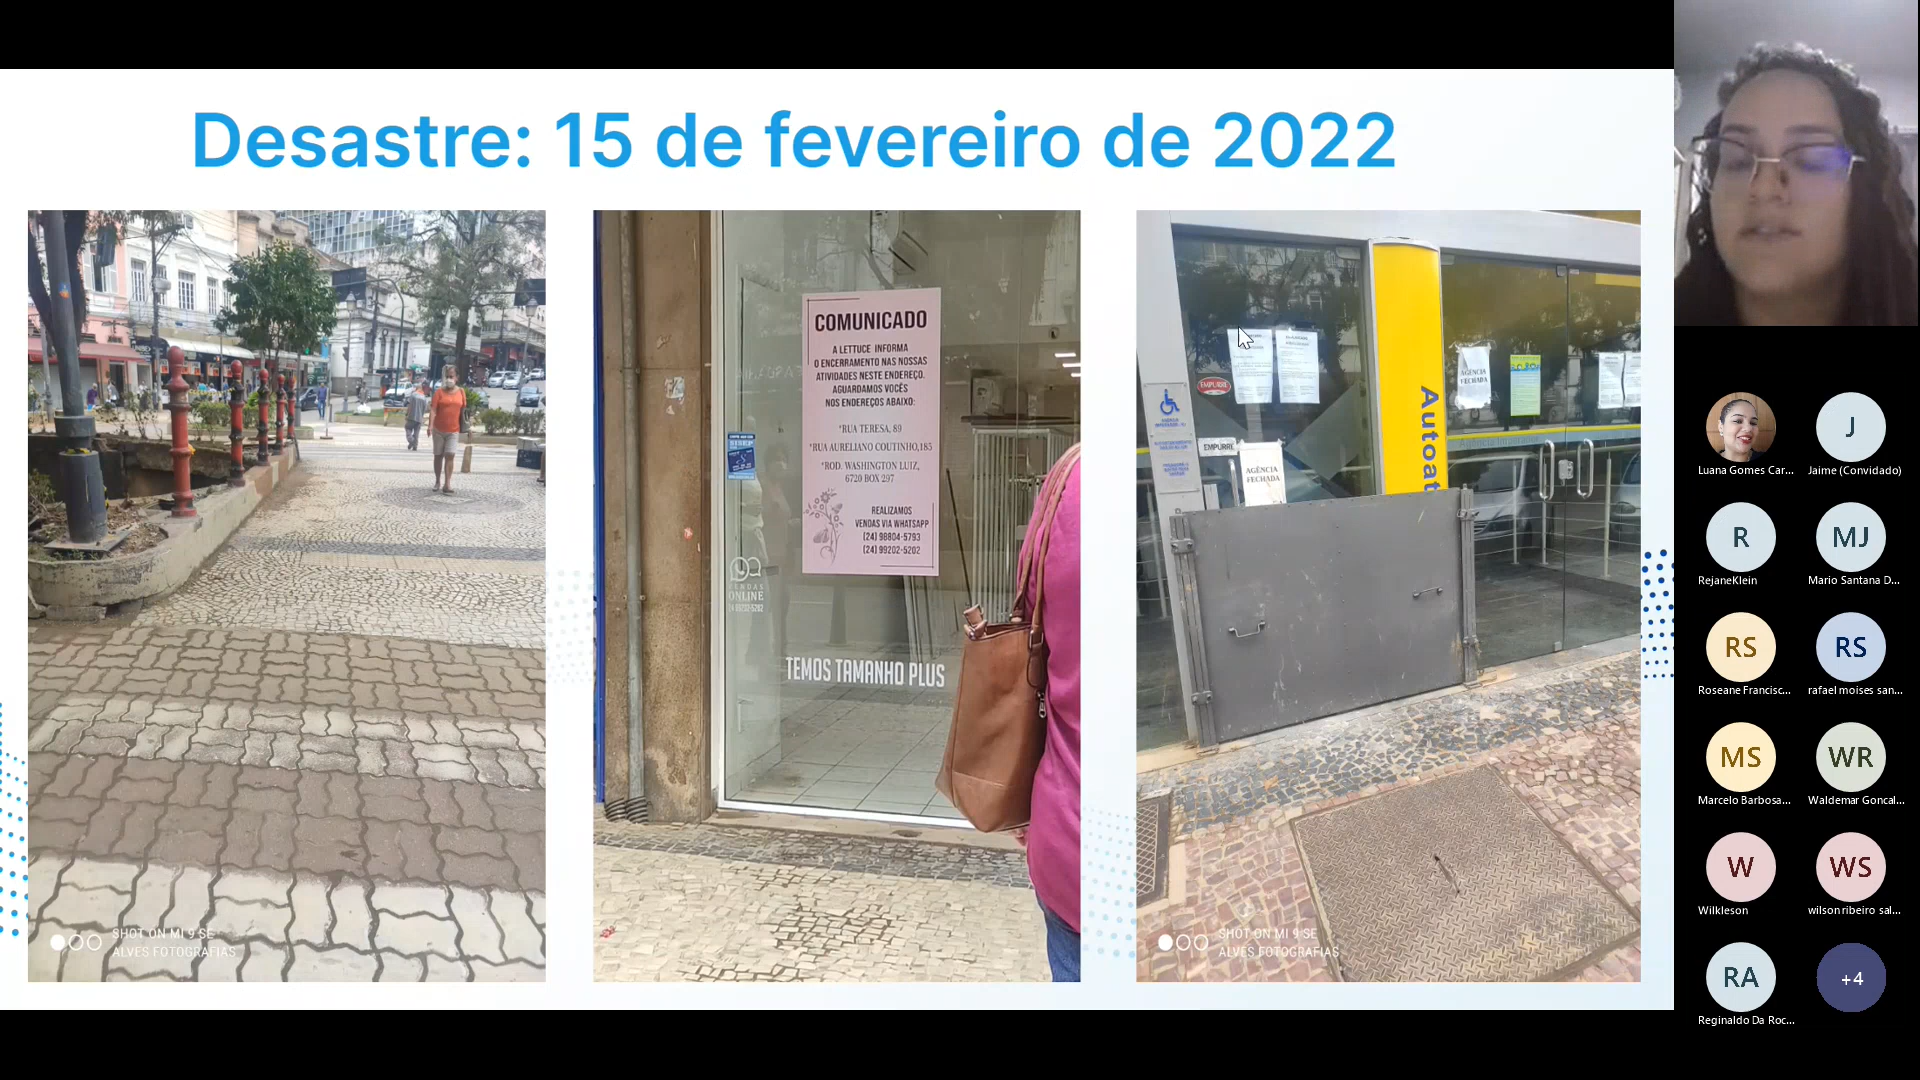 Desastre: 15 de fevereiro de 2022
SHOT ON MI 9 SE
ALVES FOTOGRAFIAS
COMUNICADO
A LETTUCE INFORMA
O ENCERRAMENTO NAS NOSSAS
ATIVIDADES NESTE ENDEREÇO.
AGUARDAMOS VOCÊS
NOS ENDEREÇOS ABAIXO:
*RUA TERESA, 89
*RUA AURELIANO COUTINHO,185
*ROD. WASHINGTON LUIZ,
6720 BOX 297
REALIZAMOS
VENDAS VIA WHATSAPP
(24) 98804-5793
(24) 99202-5202
VENDAS
ONLINE
TEMOS TAMANHO PLUS
EMPURRE
EMPURRE
AGÊNCIA
FECHADA
Autoat
AGÊNCIA
FECHADA
SHOT ON MI 9 SE
ALVES FOTOGRAFIAS
Luana Gomes Car...
J
Jaime (Convidado)
R
RejaneKlein
MJ
Mario Santana D...
RS
Roseane Francisc...
RS
rafael moises san...
MS
Marcelo Barbosa...
WR
Waldemar Goncal...
W
Wilkleson
WS
wilson ribeiro sal...
RA
Reginaldo Da Roc...
+4